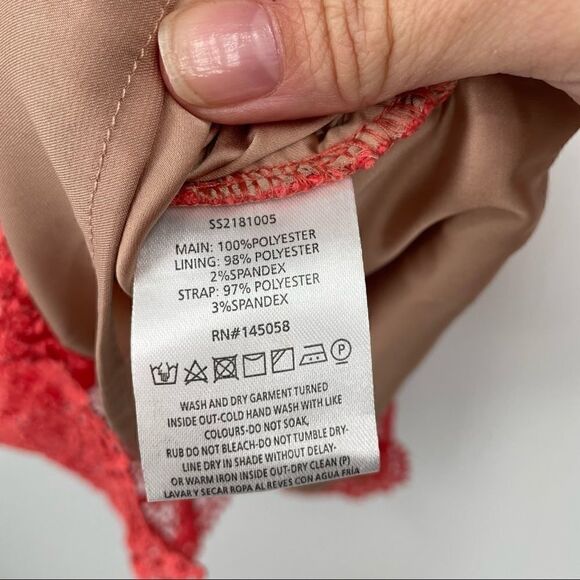 SS2181005
MAIN: 100%POLYESTER
LINING: 98% POLYESTER
2%SPANDEX
STRAP: 97% POLYESTER
3%SPANDEX
RN#145058
P
WASH AND DRY GARMENT TURNED
INSIDE OUT-COLD HAND WASH WITH LIKE
COLOURS-DO NOT SOAK,
RUB DO NOT BLEACH-DO NOT TUMBLE DRY-
LINE DRY IN SHADE WITHOUT DELAY-
OR WARM IRON INSIDE OUT-DRY CLEAN (P)
LAVAR Y SECAR ROPA AL REVES CON AGUA FRIA